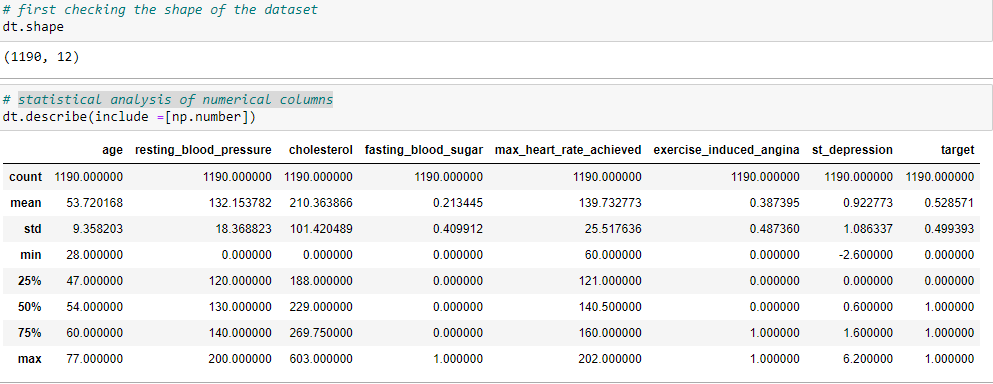 # first checking the shape of the dataset
dt.shape
(1190, 12)
# statistical analysis of numerical columns
dt.describe(include =[np.number])
age resting_blood_pressure cholesterol fasting_blood_sugar max_heart_rate_achieved exercise_induced_angina st_depression target
count 1190.000000 1190.000000 1190.000000 1190.000000 1190.000000 1190.000000 1190.000000 1190.000000
mean 53.720168 132.153782 210.363866 0.213445 139.732773 0.387395 0.922773 0.528571
std 9.358203 18.368823 101.420489 0.409912 25.517636 0.487360 1.086337 0.499393
min 28.000000 0.000000 0.000000 0.000000 60.000000 0.000000 -2.600000 0.000000
25% 47.000000 120.000000 188.000000 0.000000 121.000000 0.000000 0.000000 0.000000
50% 54.000000 130.000000 229.000000 0.000000 140.500000 0.000000 0.600000 1.000000
75% 60.000000 140.000000 269.750000 0.000000 160.000000 1.000000 1.600000 1.000000
max 77.000000 200.000000 603.000000 1.000000 202.000000 1.000000 6.200000 1.000000